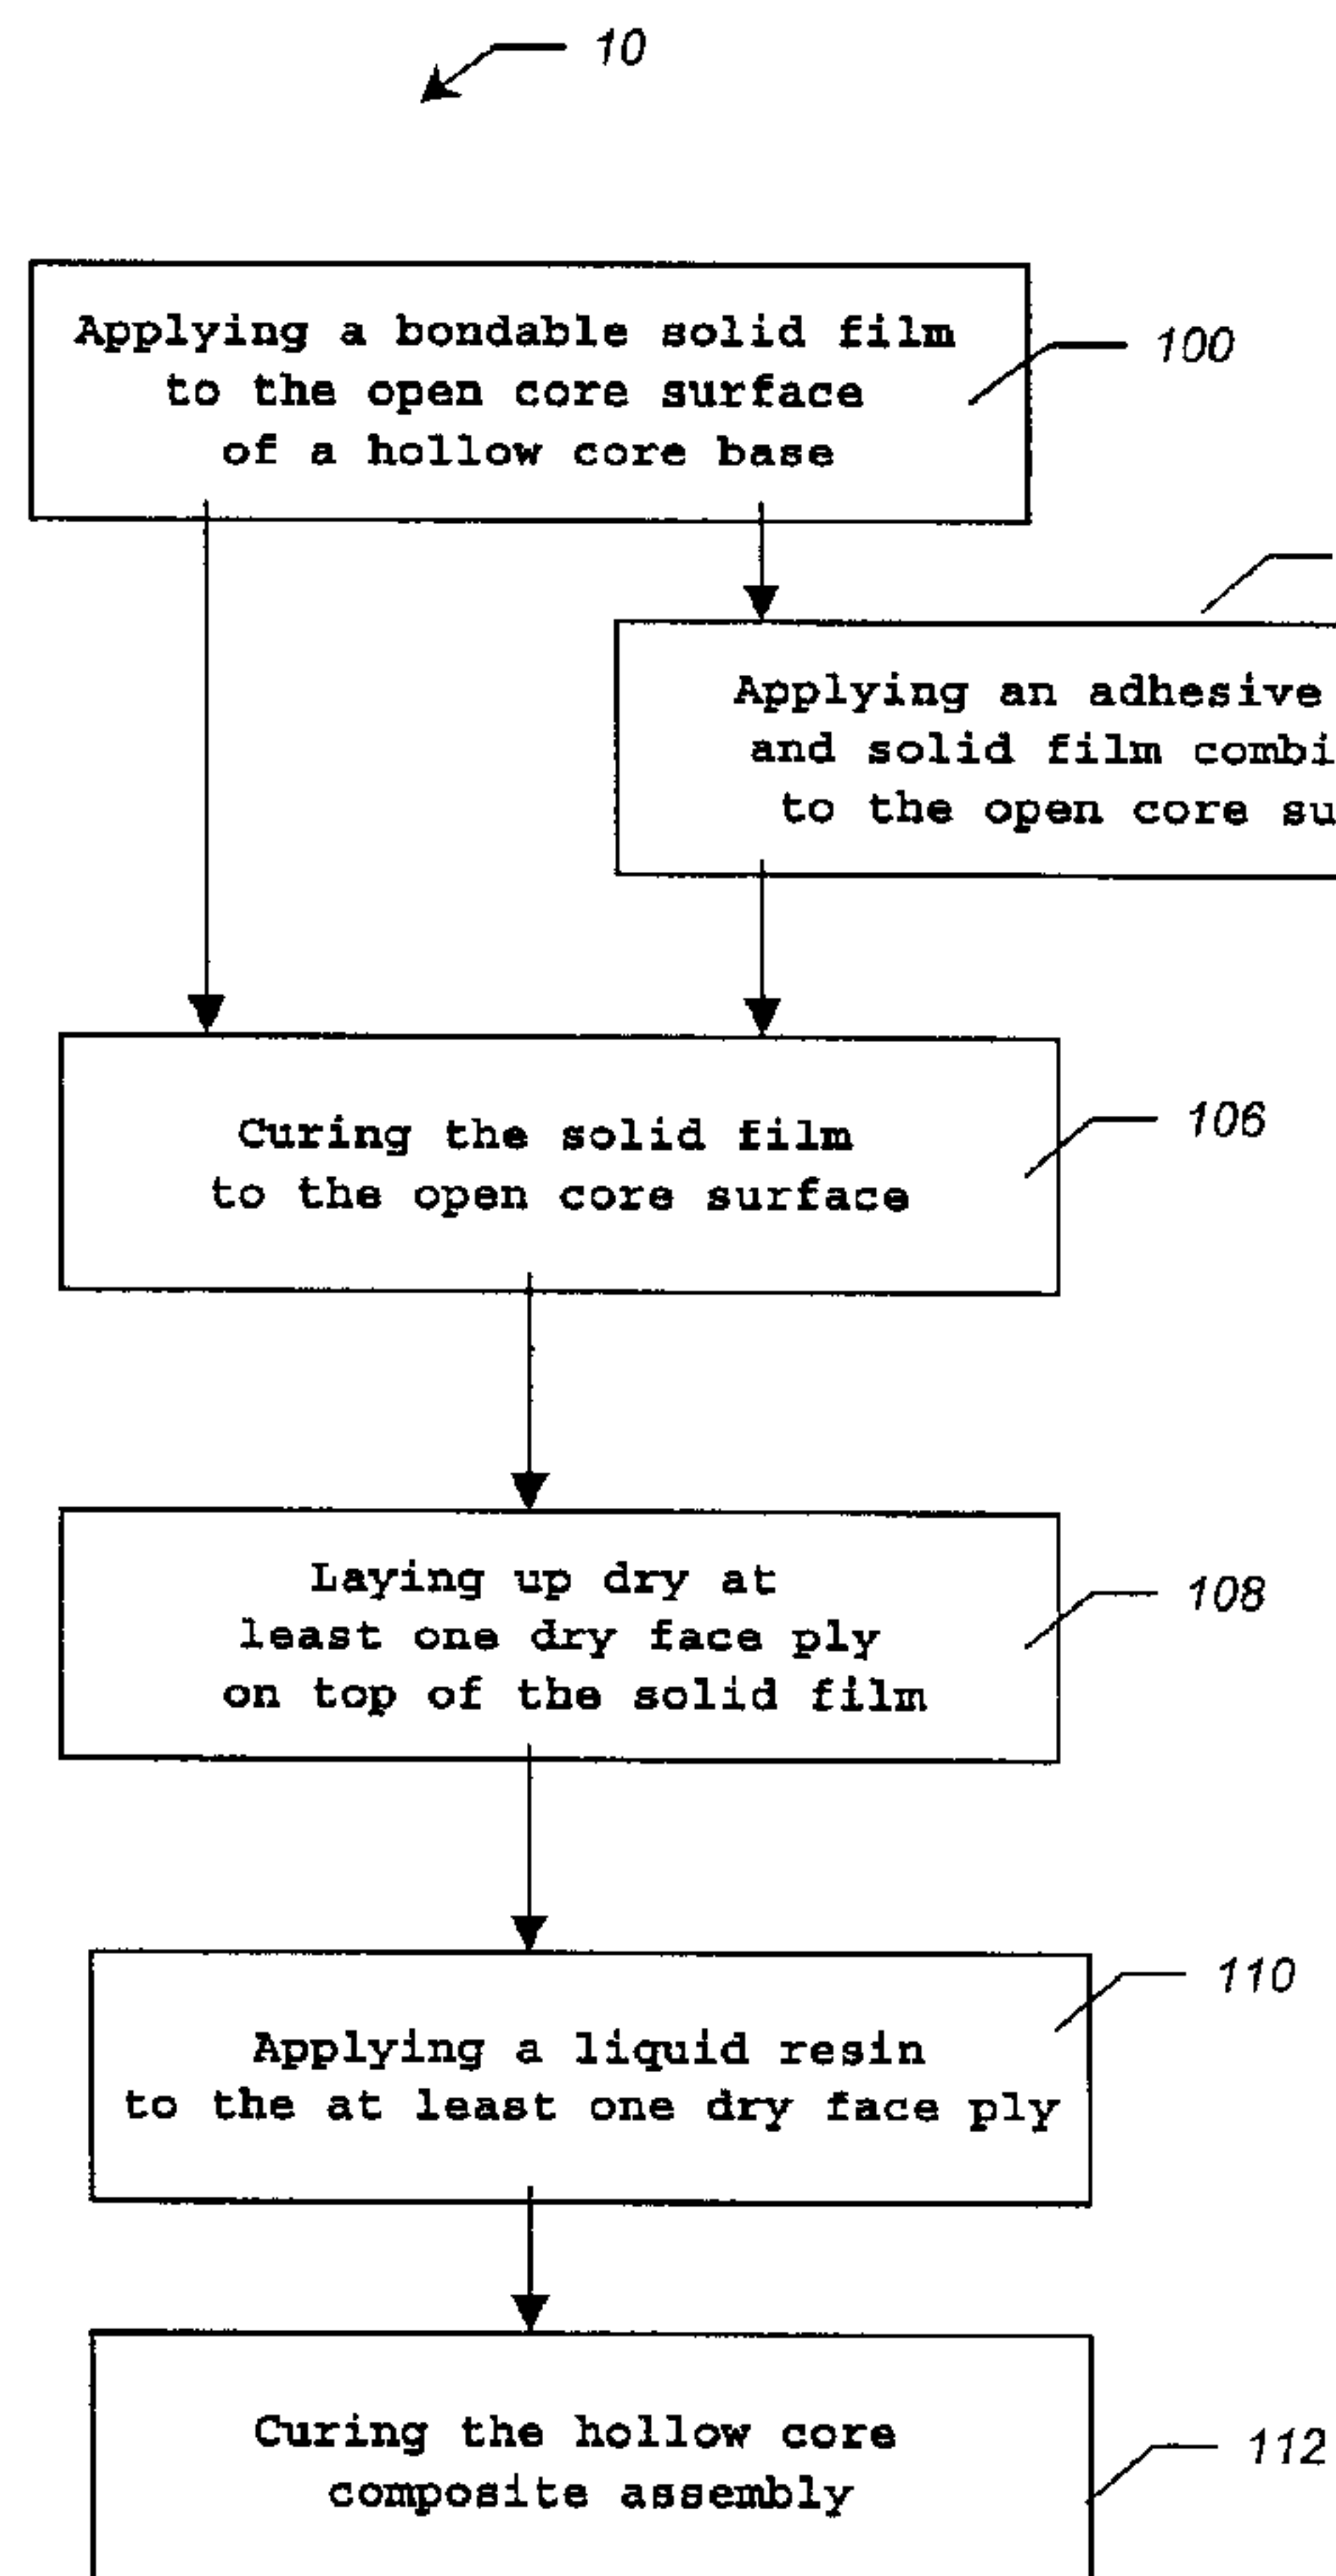 10
Applying a bondable solid film
to the open core surface
of a hollow core base
100
Applying an adhesive
and solid film
to the open core
Curing the solid film
to the open core surface
106
Laying up dry at
least one dry face ply
on top of the solid film
108
Applying a liquid resin
to the at least one dry face ply
110
Curing the hollow core
composite assembly
112